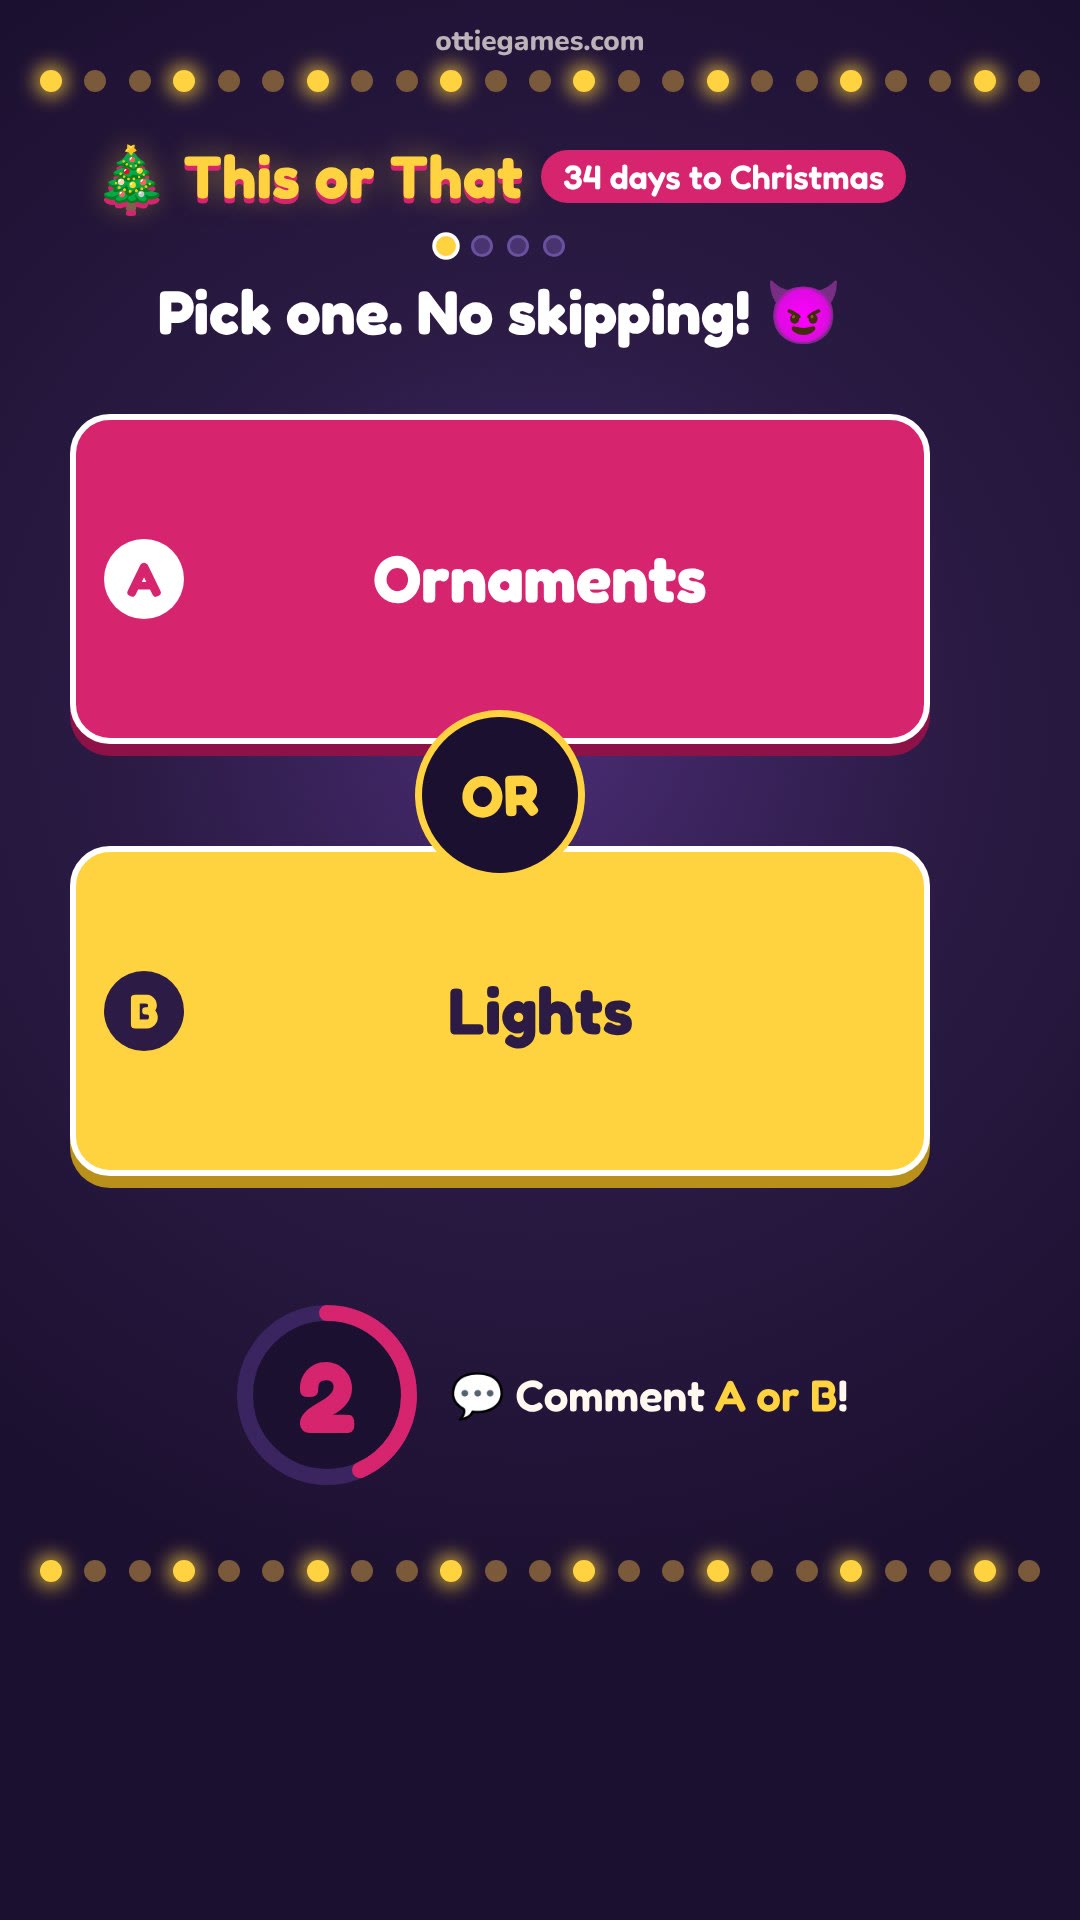 ottiegames.com
🎄 This or That 34 days to Christmas
Pick one. No skipping! 😈
A Ornaments
OR
B Lights
2 💬 Comment A or B!